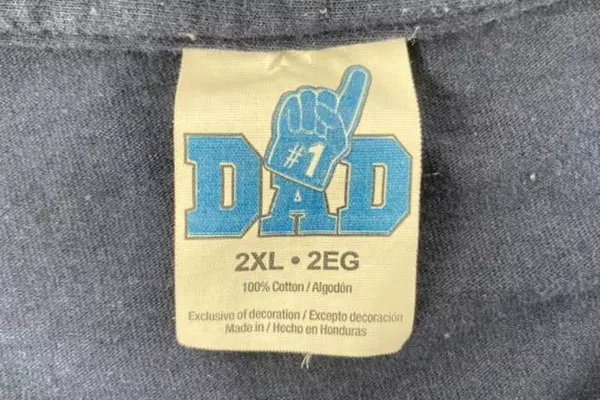 #1
DAD
2XL • 2EG
100% Cotton / Algodón
Exclusive of decoration / Excepto decoración
Made in / Hecho en Honduras